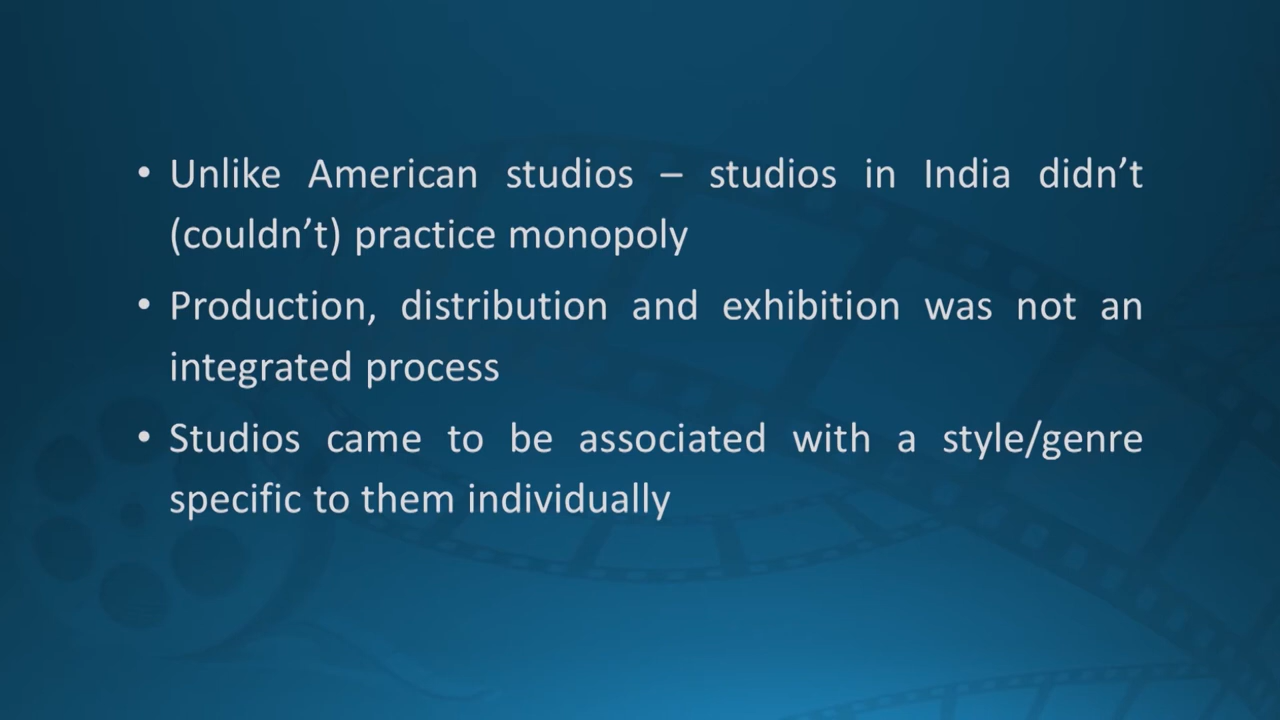 • Unlike American studios – studios in India didn’t
(couldn’t) practice monopoly
• Production, distribution and exhibition was not an
integrated process
• Studios came to be associated with a style/genre
specific to them individually